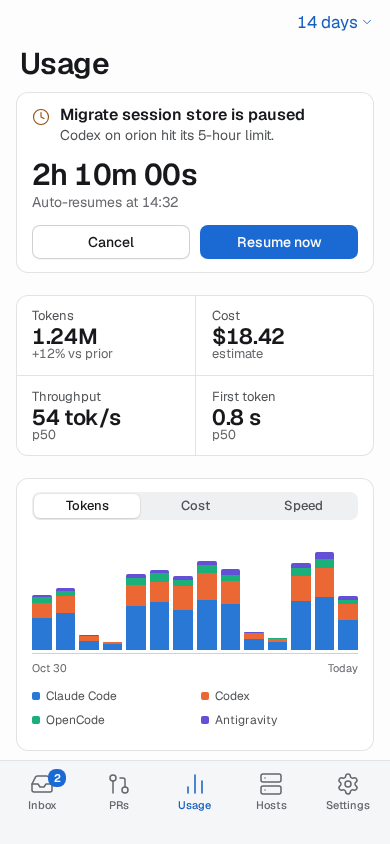 14 days
Usage
Migrate session store is paused
Codex on orion hit its 5-hour limit.
2h 10m 00s
Auto-resumes at 14:32
Cancel
Resume now
Tokens
1.24M
+12% vs prior
Cost
$18.42
estimate
Throughput
54 tok/s
p50
First token
0.8 s
p50
Tokens
Cost
Speed
Oct 30
Today
Claude Code
Codex
OpenCode
Antigravity
2
Inbox
PRs
Usage
Hosts
Settings